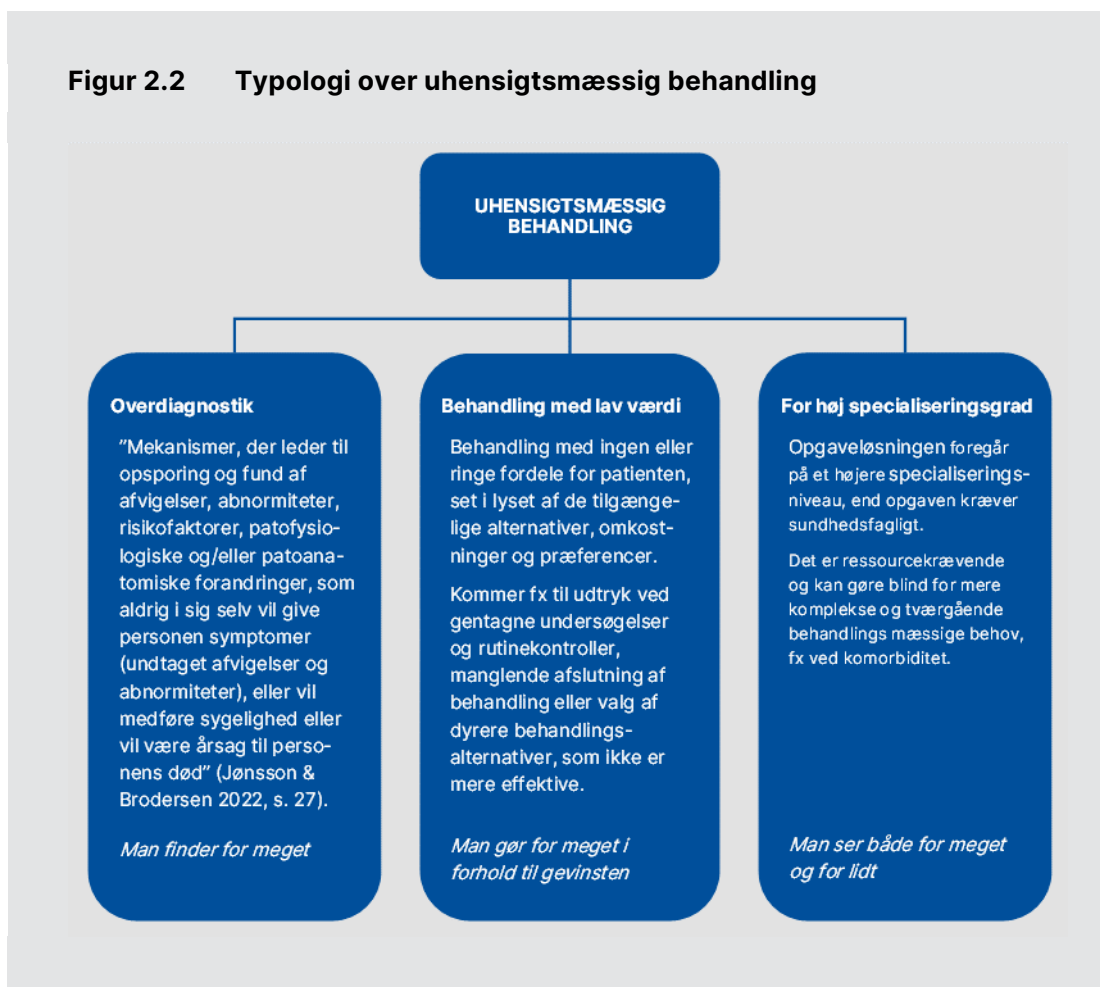 Figur 2.2 Typologi over uhensigtsmæssig behandling
UHENSIGTSMÆSSIG
BEHANDLING
Overdiagnostik
”Mekanismer, der leder til
opsporing og fund af
afvigelser, abnormiteter,
risikofaktorer, patofysio-
logiske og/eller patoana-
tomiske forandringer, som
aldrig i sig selv vil give
personen symptomer
(undtaget afvigelser og
abnormiteter), eller vil
medføre sygelighed eller
vil være årsag til perso-
nens død” (Jønsson &
Brodersen 2022, s. 27).
Man finder for meget
Behandling med lav værdi
Behandling med ingen eller
ringe fordele for patienten,
set i lyset af de tilgænge-
lige alternativer, omkost-
ninger og præferencer.
Kommer fx til udtryk ved
gentagne undersøgelser
og rutinekontroller,
manglende afslutning af
behandling eller valg af
dyrere behandlings-
alternativer, som ikke er
mere effektive.
Man gør for meget i
forhold til gevinsten
For høj specialiseringsgrad
Opgaveløsningen foregår
på et højere specialiserings-
niveau, end opgaven kræver
sundhedsfagligt.
Det er ressourcekrævende
og kan gøre blind for mere
komplekse og tværgående
behandlings mæssige behov,
fx ved komorbiditet.
Man ser både for meget
og for lidt